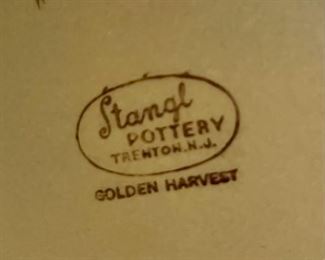 Stangl
POTTERY
TRENTON. N.J.
GOLDEN HARVEST